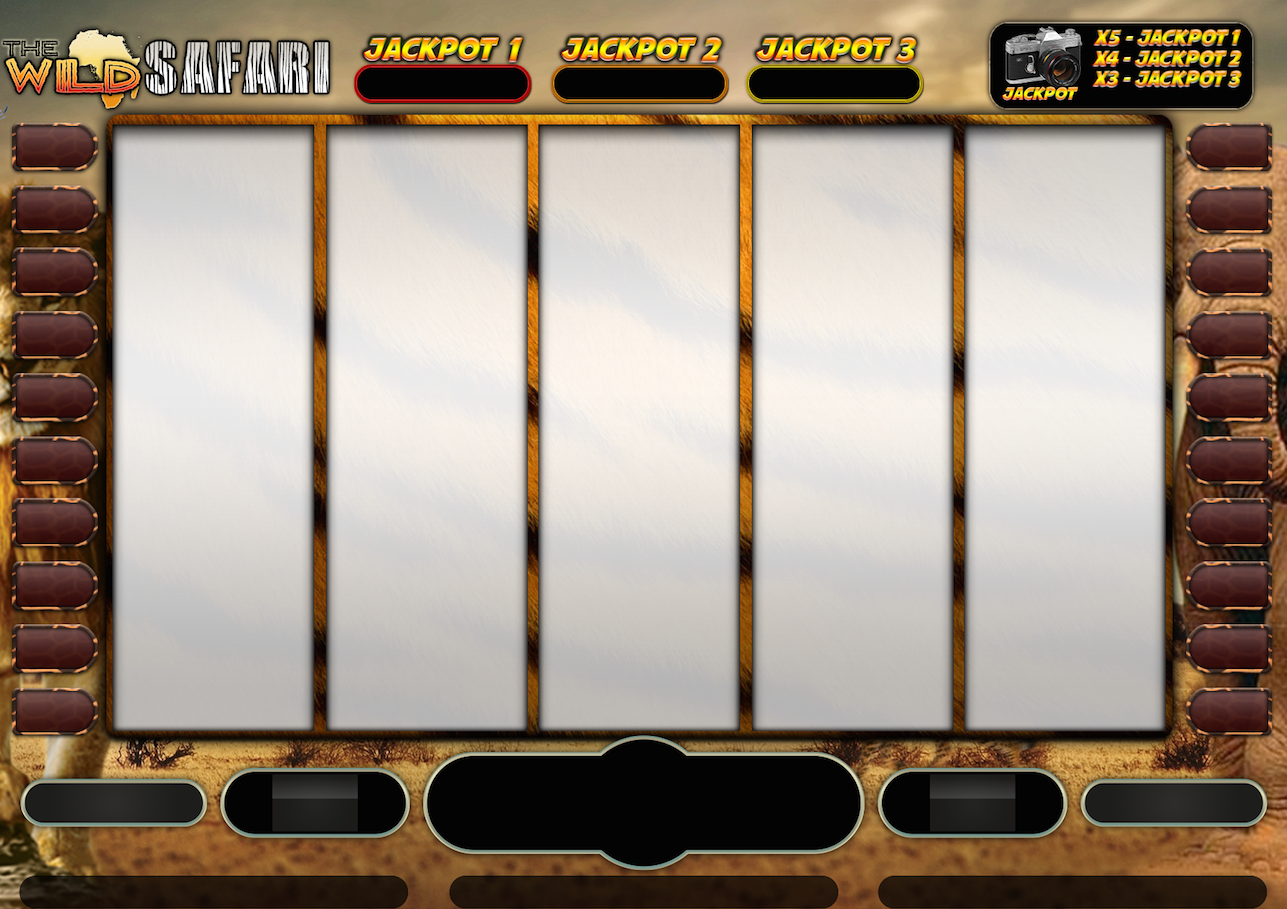 THE
WILD SAFARI
JACKPOT 1
JACKPOT 2
JACKPOT 3
JACKPOT
X5 - JACKPOT 1
X4 - JACKPOT 2
X3 - JACKPOT 3